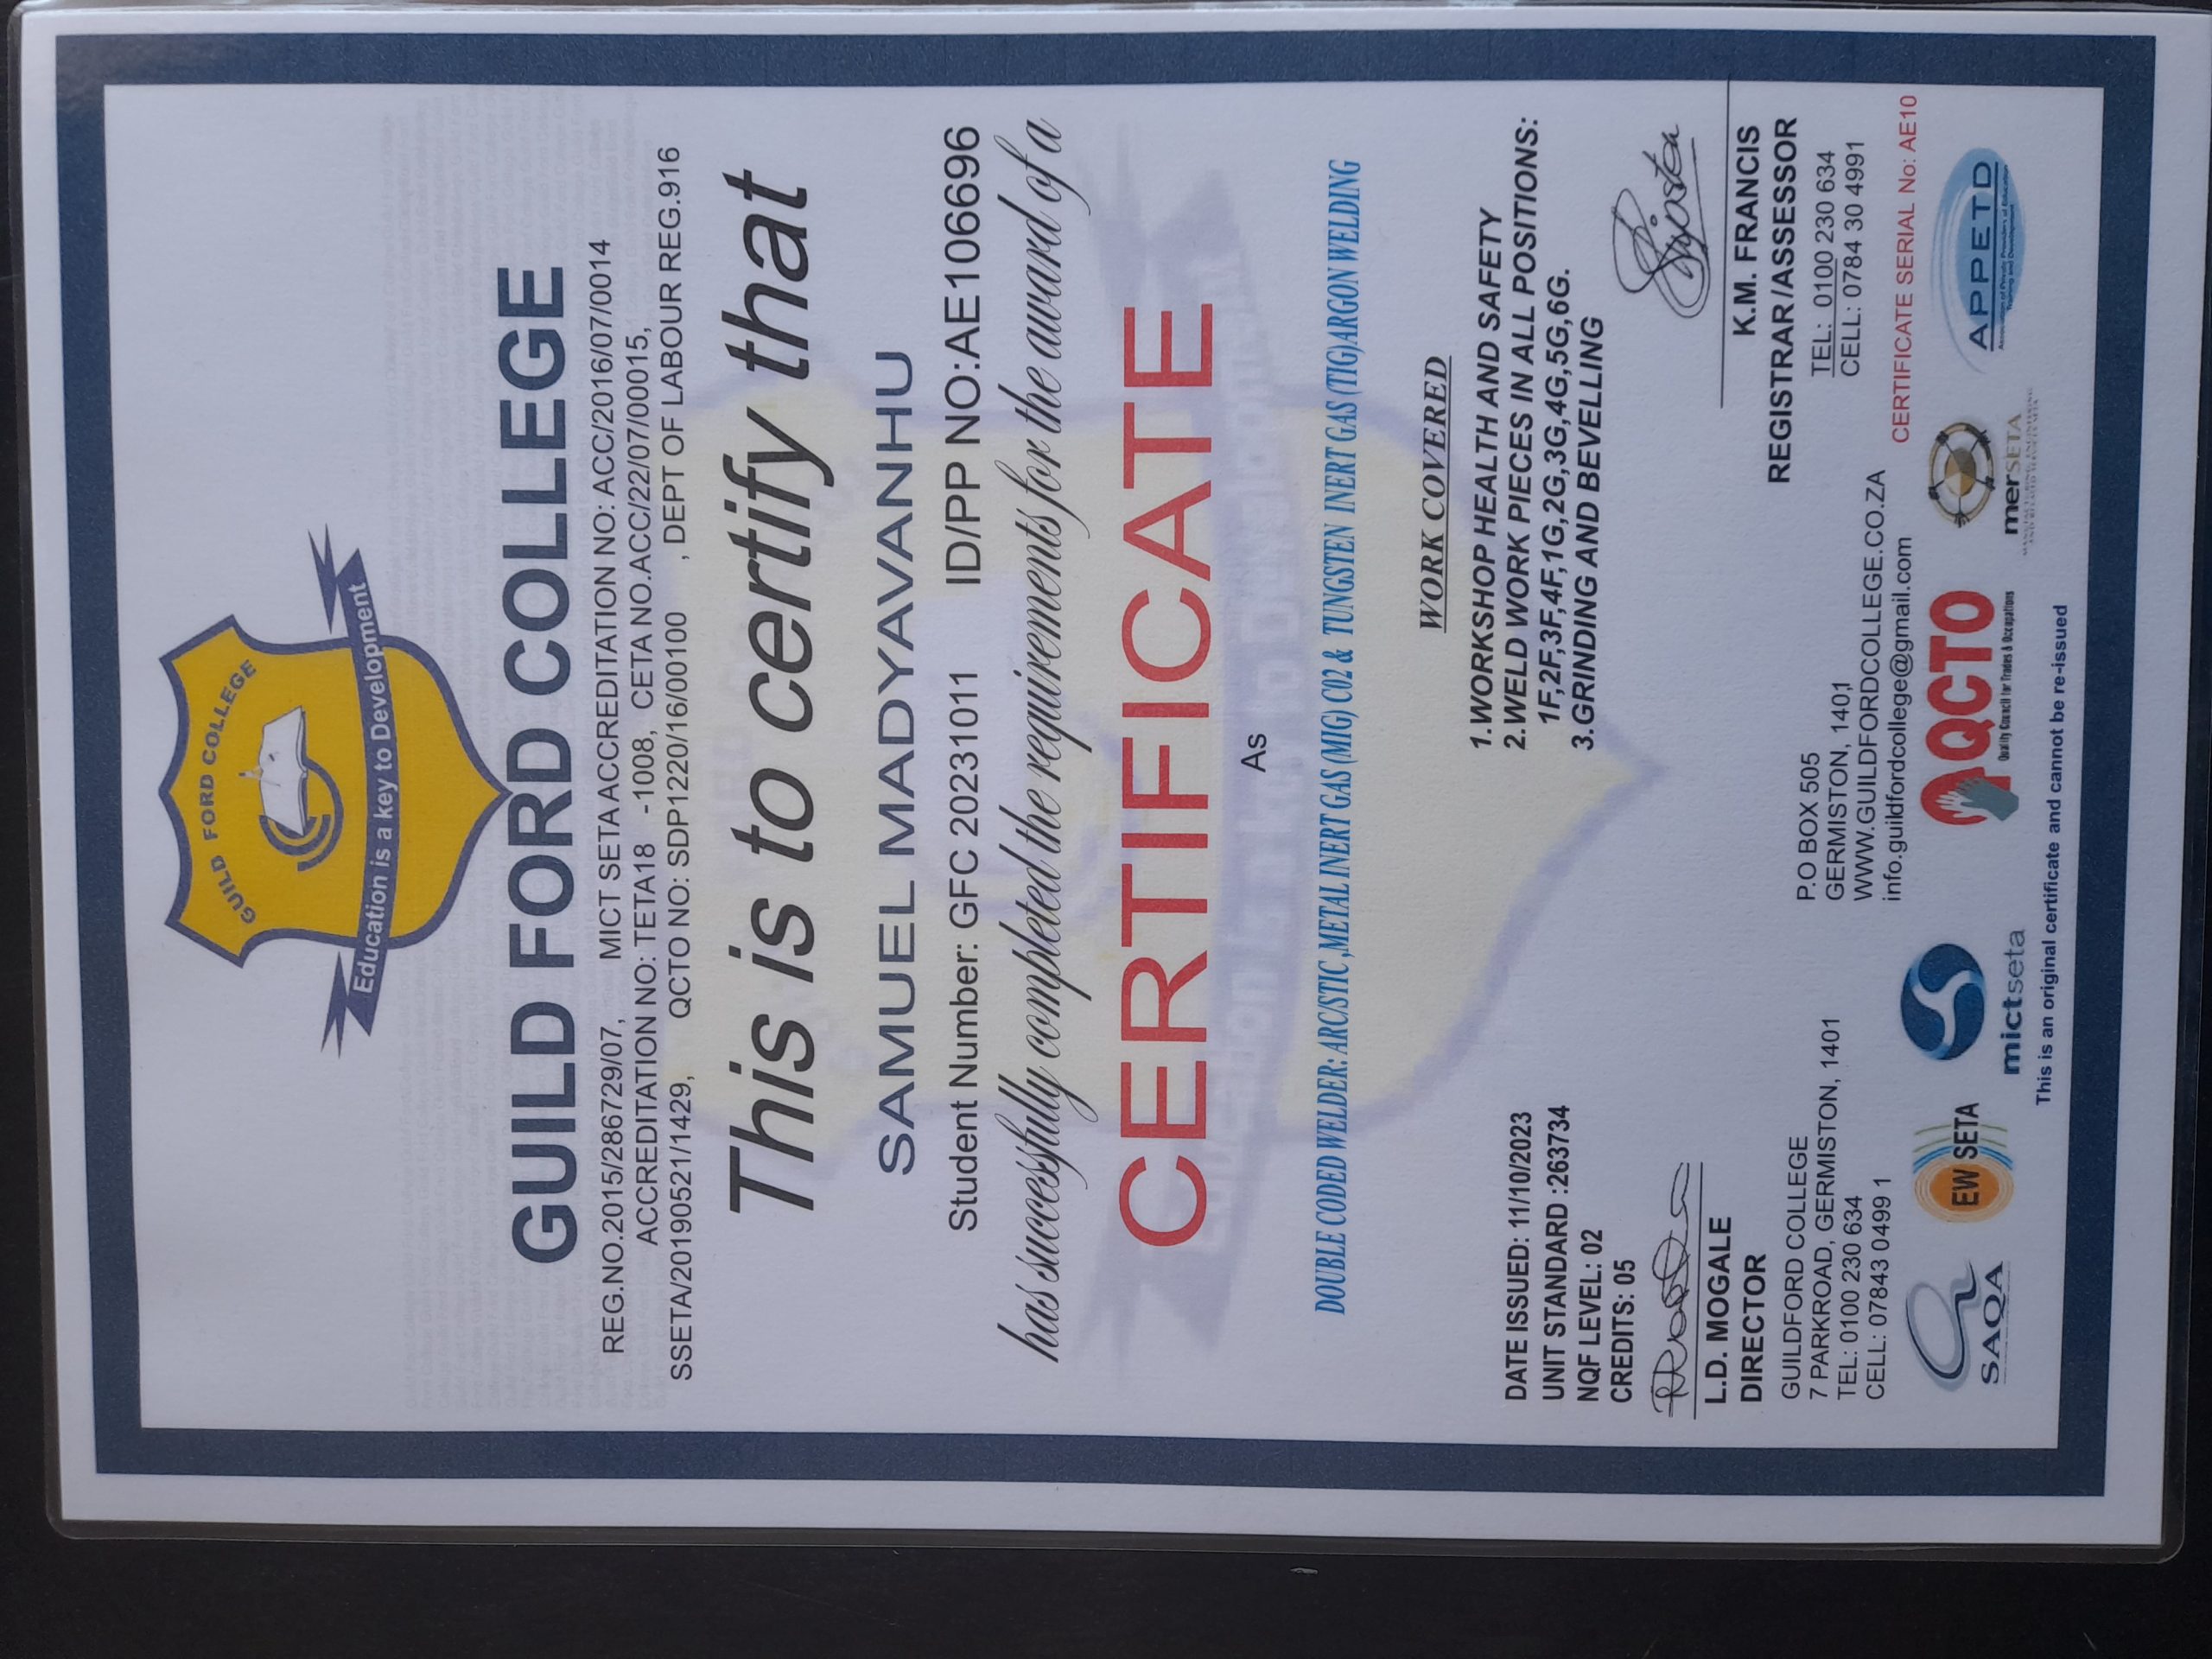 GUILD FORD COLLEGE
Education is a key to Development
GUILD FORD COLLEGE
REG.NO.2015/286729/07, MICT SETA ACCREDITATION NO: ACC/2016/07/0014
ACCREDITATION NO: TETA18 -1008, CETA NO.ACC/22/07/00015,
SSETA/20190521/1429, QCTO NO: SDP1220/16/00100 , DEPT OF LABOUR REG.916
This is to certify that
SAMUEL MADYAVANHU
Student Number: GFC 20231011 ID/PP NO:AE106696
has successfully completed the requirements for the award of a
CERTIFICATE
As
DOUBLE CODED WELDER: ARC/STIC ,METAL INERT GAS (MIG) C02 & TUNGSTEN INERT GAS (TIG)ARGON WELDING
WORK COVERED
1.WORKSHOP HEALTH AND SAFETY
2.WELD WORK PIECES IN ALL POSITIONS:
1F,2F,3F,4F,1G,2G,3G,4G,5G,6G.
3.GRINDING AND BEVELLING
DATE ISSUED: 11/10/2023
UNIT STANDARD :263734
NQF LEVEL: 02
CREDITS: 05
L.D. MOGALE
DIRECTOR
K.M. FRANCIS
REGISTRAR/ASSESSOR
GUILDFORD COLLEGE
7 PARKROAD, GERMISTON, 1401
TEL: 0100 230 634
CELL: 07843 0499 1
P.O BOX 505
GERMISTON, 1401
WWW.GUILDFORDCOLLEGE.CO.ZA
info.guildfordcollege@gmail.com
TEL: 0100 230 634
CELL: 0784 30 4991
CERTIFICATE SERIAL No: AE10
SAQA
EW SETA
mictseta
QCTO
Quality Council for Trades & Occupations
merSETA
APPETD
This is an original certificate and cannot be re-issued